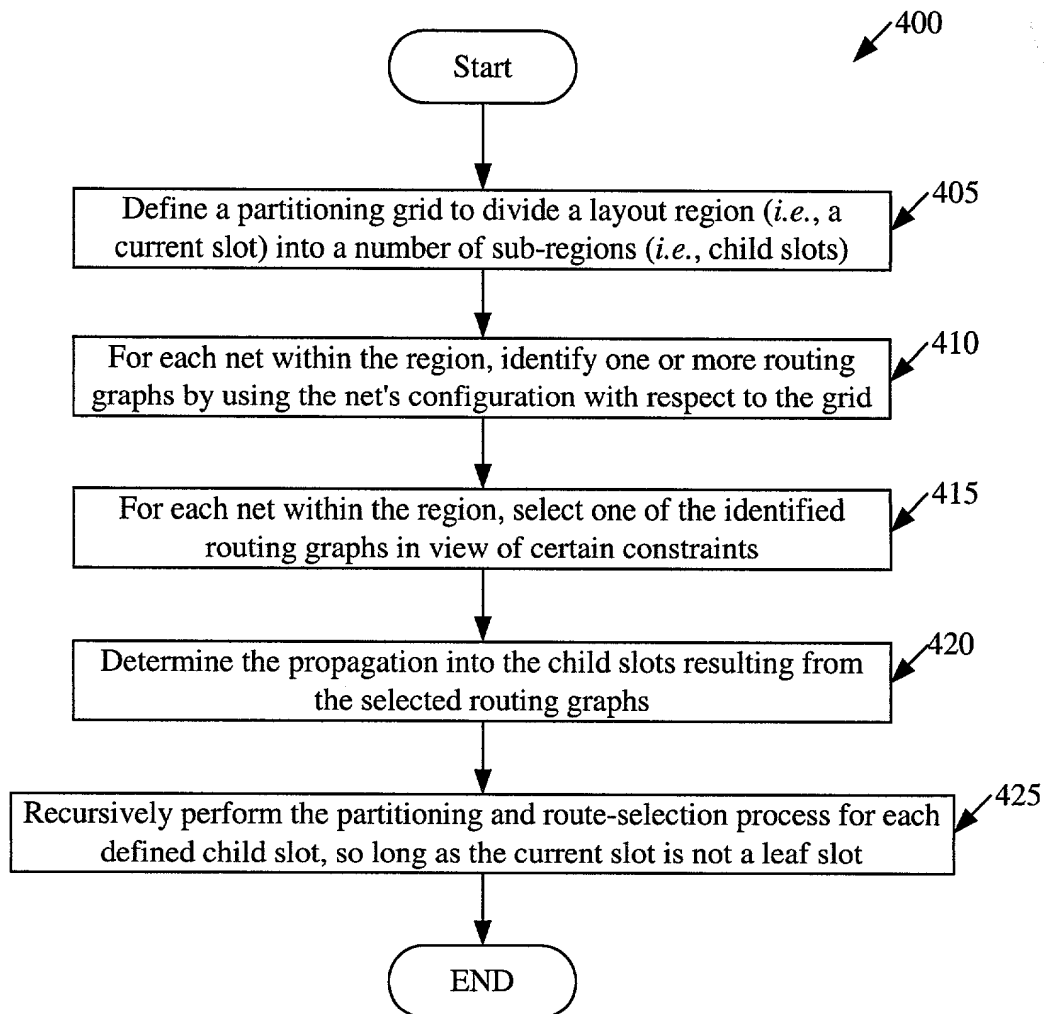 400
Start
405
Define a partitioning grid to divide a layout region (i.e., a
current slot) into a number of sub-regions (i.e., child slots)
410
For each net within the region, identify one or more routing
graphs by using the net's configuration with respect to the grid
415
For each net within the region, select one of the identified
routing graphs in view of certain constraints
420
Determine the propagation into the child slots resulting from
the selected routing graphs
425
Recursively perform the partitioning and route-selection process for each
defined child slot, so long as the current slot is not a leaf slot
END